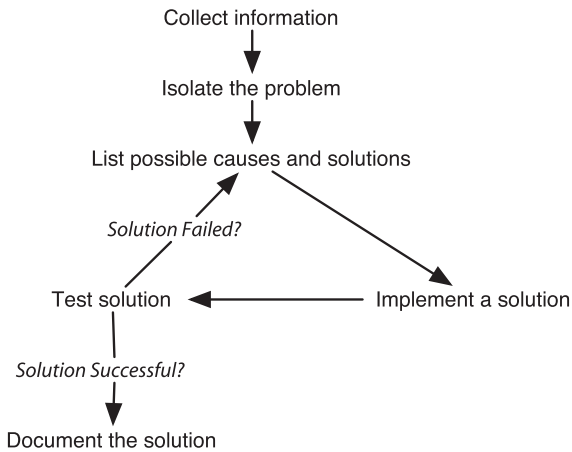 Collect information
Isolate the problem
List possible causes and solutions
Solution Failed?
Test solution
Implement a solution
Solution Successful?
Document the solution